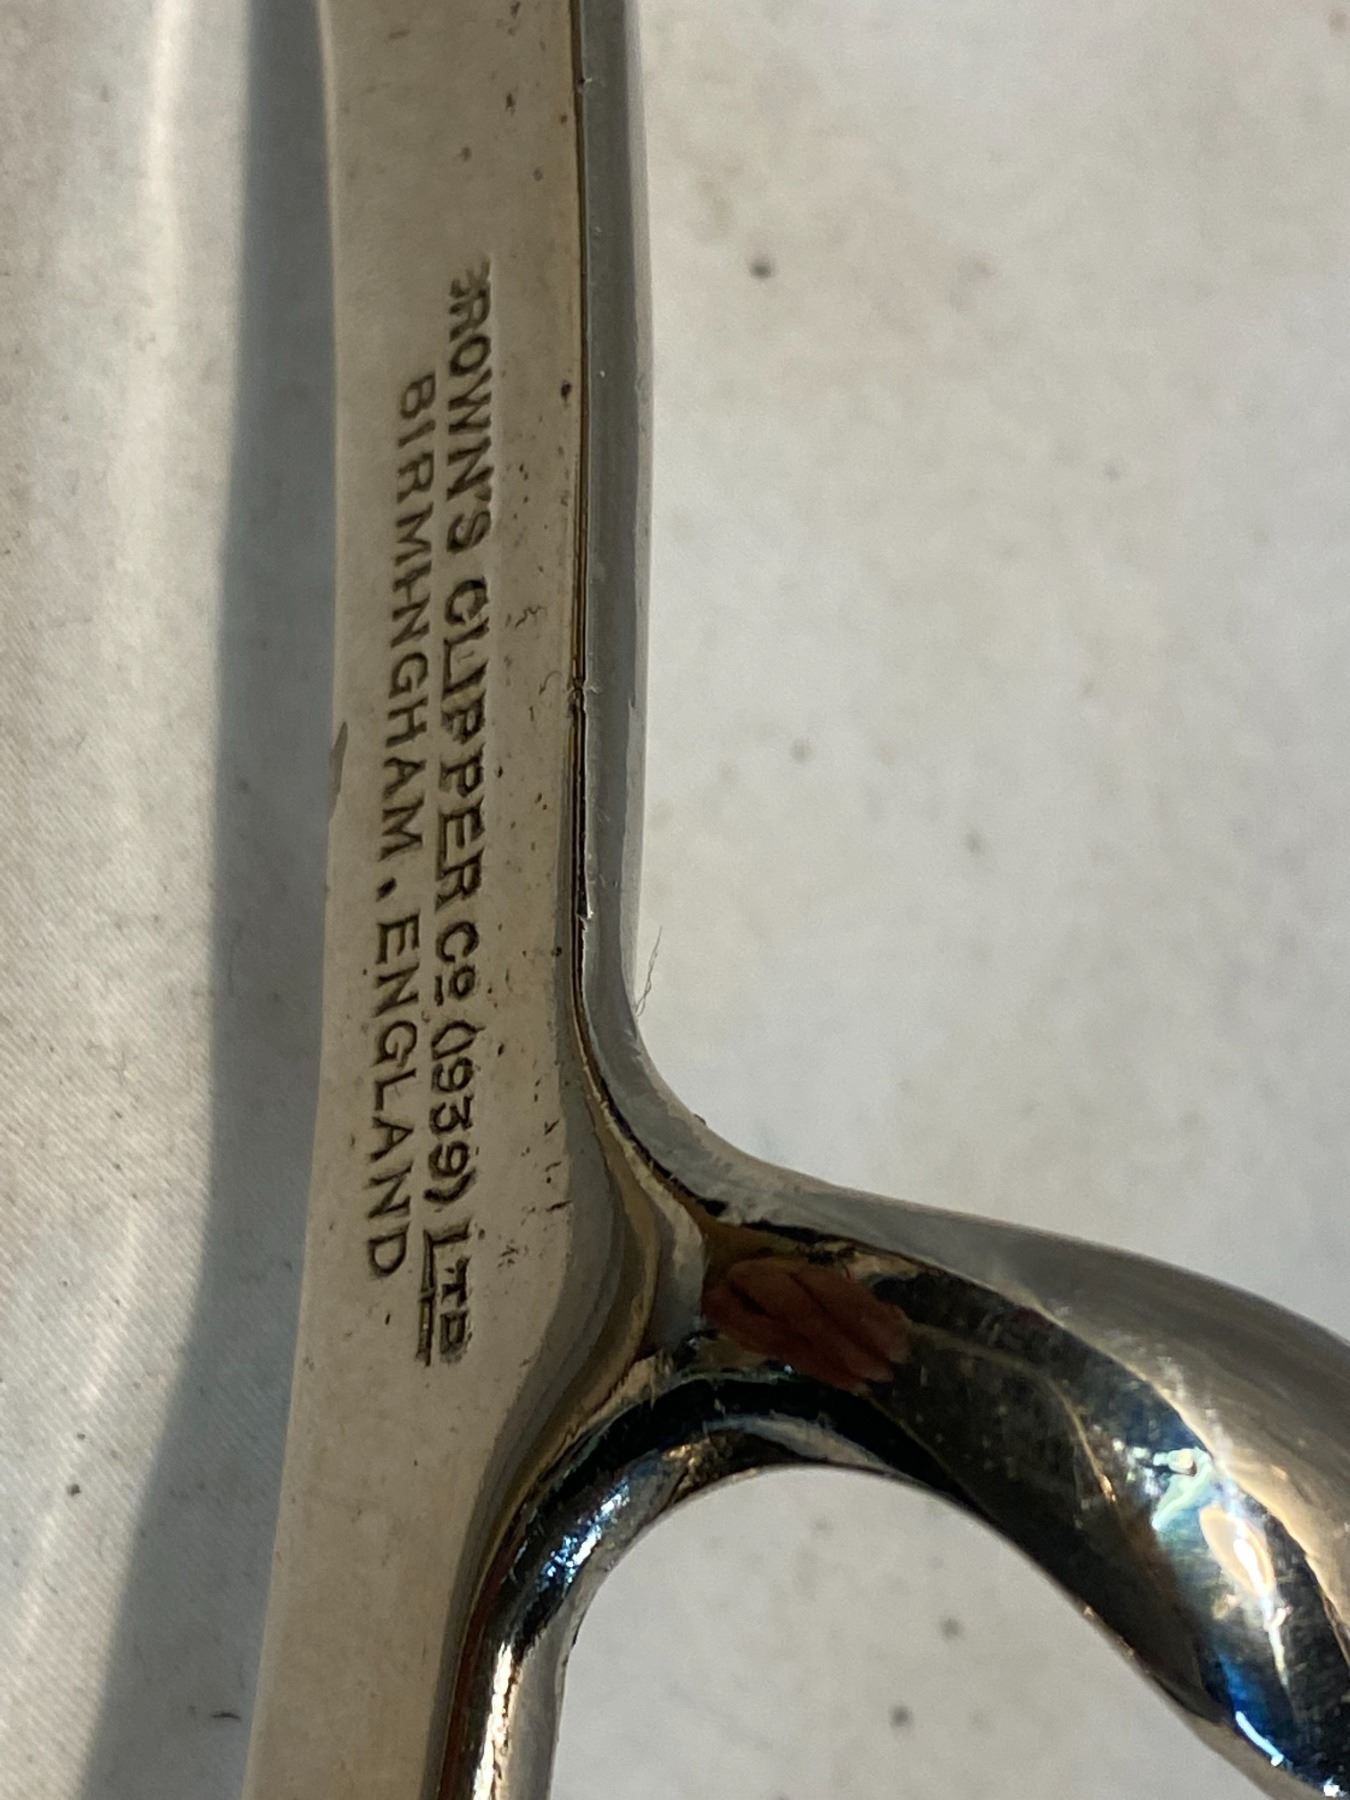 BROWN'S CLIPPER Cº (1939) LTD
BIRMINGHAM. ENGLAND